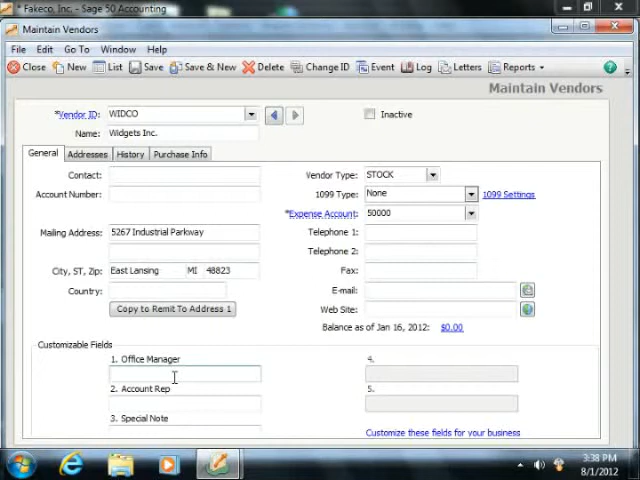 * Fakeco, Inc. - Sage 50 Accounting
Maintain Vendors
File Edit Go To Window Help
Close New List Save Save & New Delete Change ID Event Log Letters Reports
Maintain Vendors
*Vendor ID: WIDCO Inactive
Name: Widgets Inc.
General Addresses History Purchase Info
Contact: Vendor Type: STOCK
Account Number: 1099 Type: None 1099 Settings
*Expense Account: 50000
Mailing Address: 5267 Industrial Parkway Telephone 1:
Telephone 2:
City, ST, Zip: East Lansing MI 48823 Fax:
Country: E-mail:
Copy to Remit To Address 1 Web Site:
Balance as of Jan 16, 2012: $0.00
Customizable Fields
1. Office Manager 4.
2. Account Rep 5.
3. Special Note
Customize these fields for your business
3:38 PM
8/1/2012